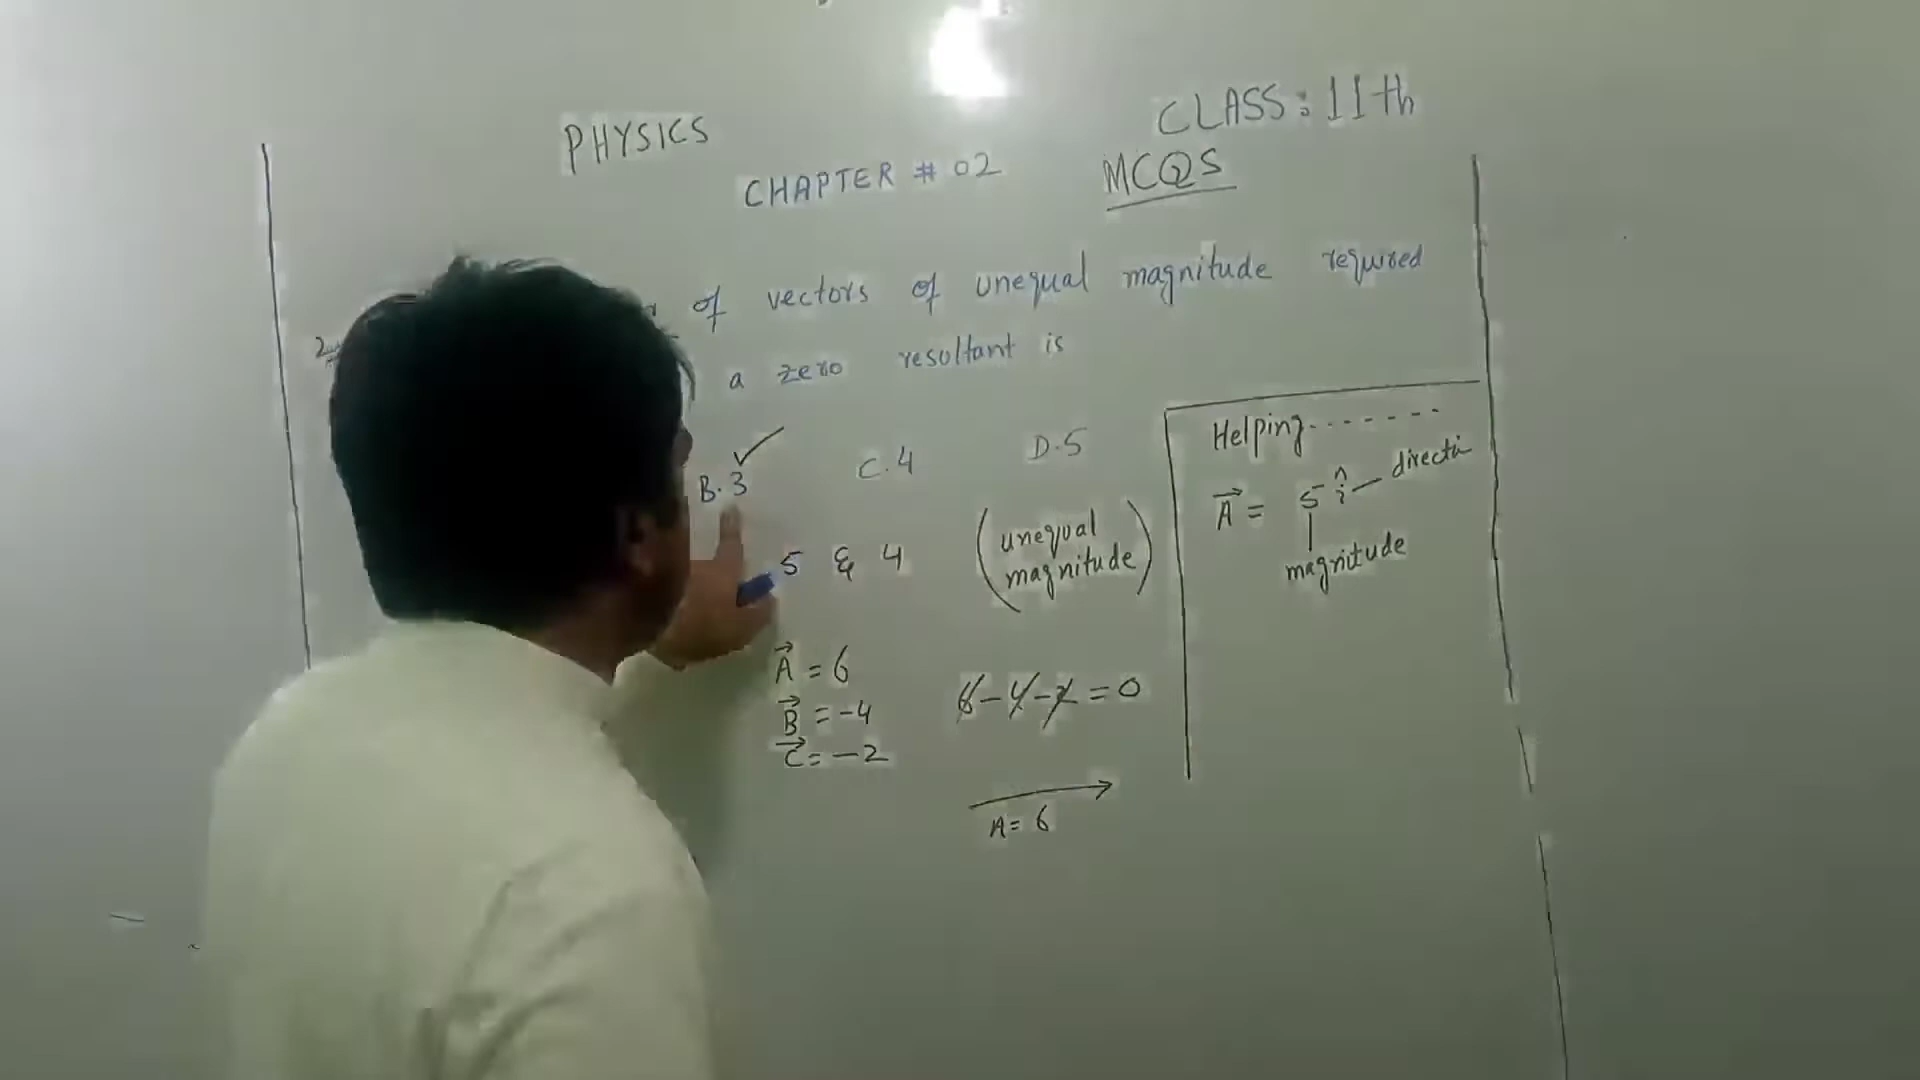 PHYSICS
CLASS: 11th
CHAPTER # 02
MCQS
of vectors of unequal magnitude required
a zero resultant is
B. 3 ✓
C. 4
D. 5
5 & 4
(unequal
magnitude)
A⃗ = 6
B⃗ = -4
C⃗ = -2
6 - 4 - 2 = 0
A = 6
Helping-------
A⃗ = 5 î — directi
magnitude